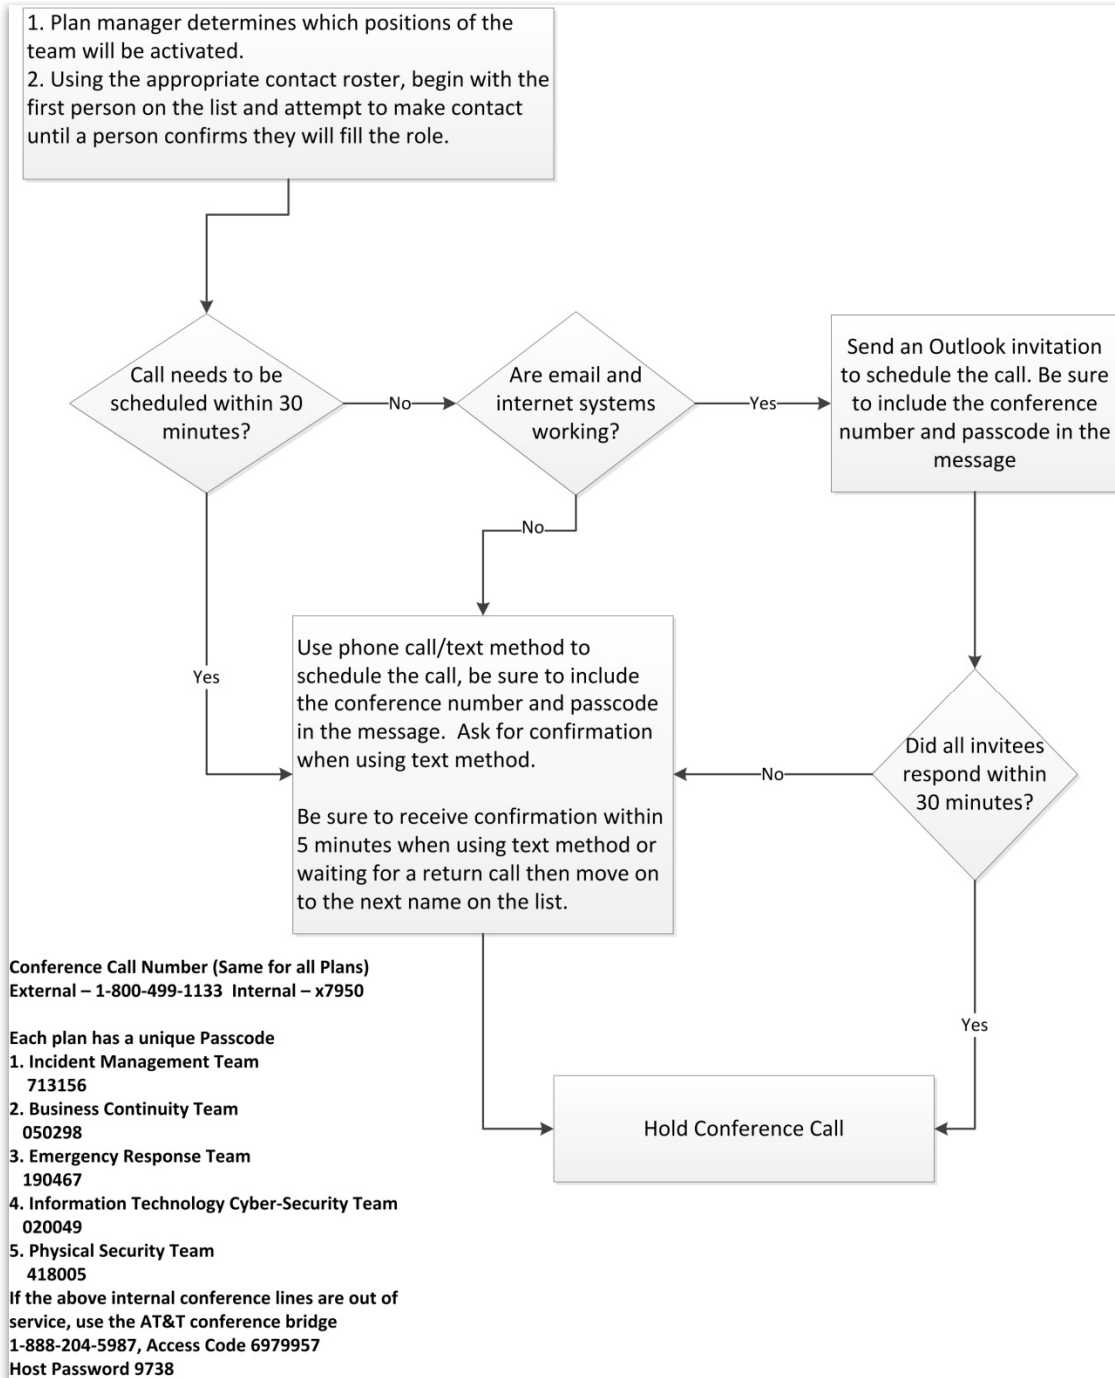 1. Plan manager determines which positions of the
team will be activated.
2. Using the appropriate contact roster, begin with the
first person on the list and attempt to make contact
until a person confirms they will fill the role.
Call needs to be
scheduled within 30
minutes?
No
Are email and
internet systems
working?
Yes
Send an Outlook invitation
to schedule the call. Be sure
to include the conference
number and passcode in the
message
No
Yes
Use phone call/text method to
schedule the call, be sure to include
the conference number and passcode
in the message.  Ask for confirmation
when using text method.
Be sure to receive confirmation within
5 minutes when using text method or
waiting for a return call then move on
to the next name on the list.
No
Did all invitees
respond within
30 minutes?
Yes
Hold Conference Call
Conference Call Number (Same for all Plans)
External – 1-800-499-1133  Internal – x7950
Each plan has a unique Passcode
1. Incident Management Team
713156
2. Business Continuity Team
050298
3. Emergency Response Team
190467
4. Information Technology Cyber-Security Team
020049
5. Physical Security Team
418005
If the above internal conference lines are out of
service, use the AT&T conference bridge
1-888-204-5987, Access Code 6979957
Host Password 9738